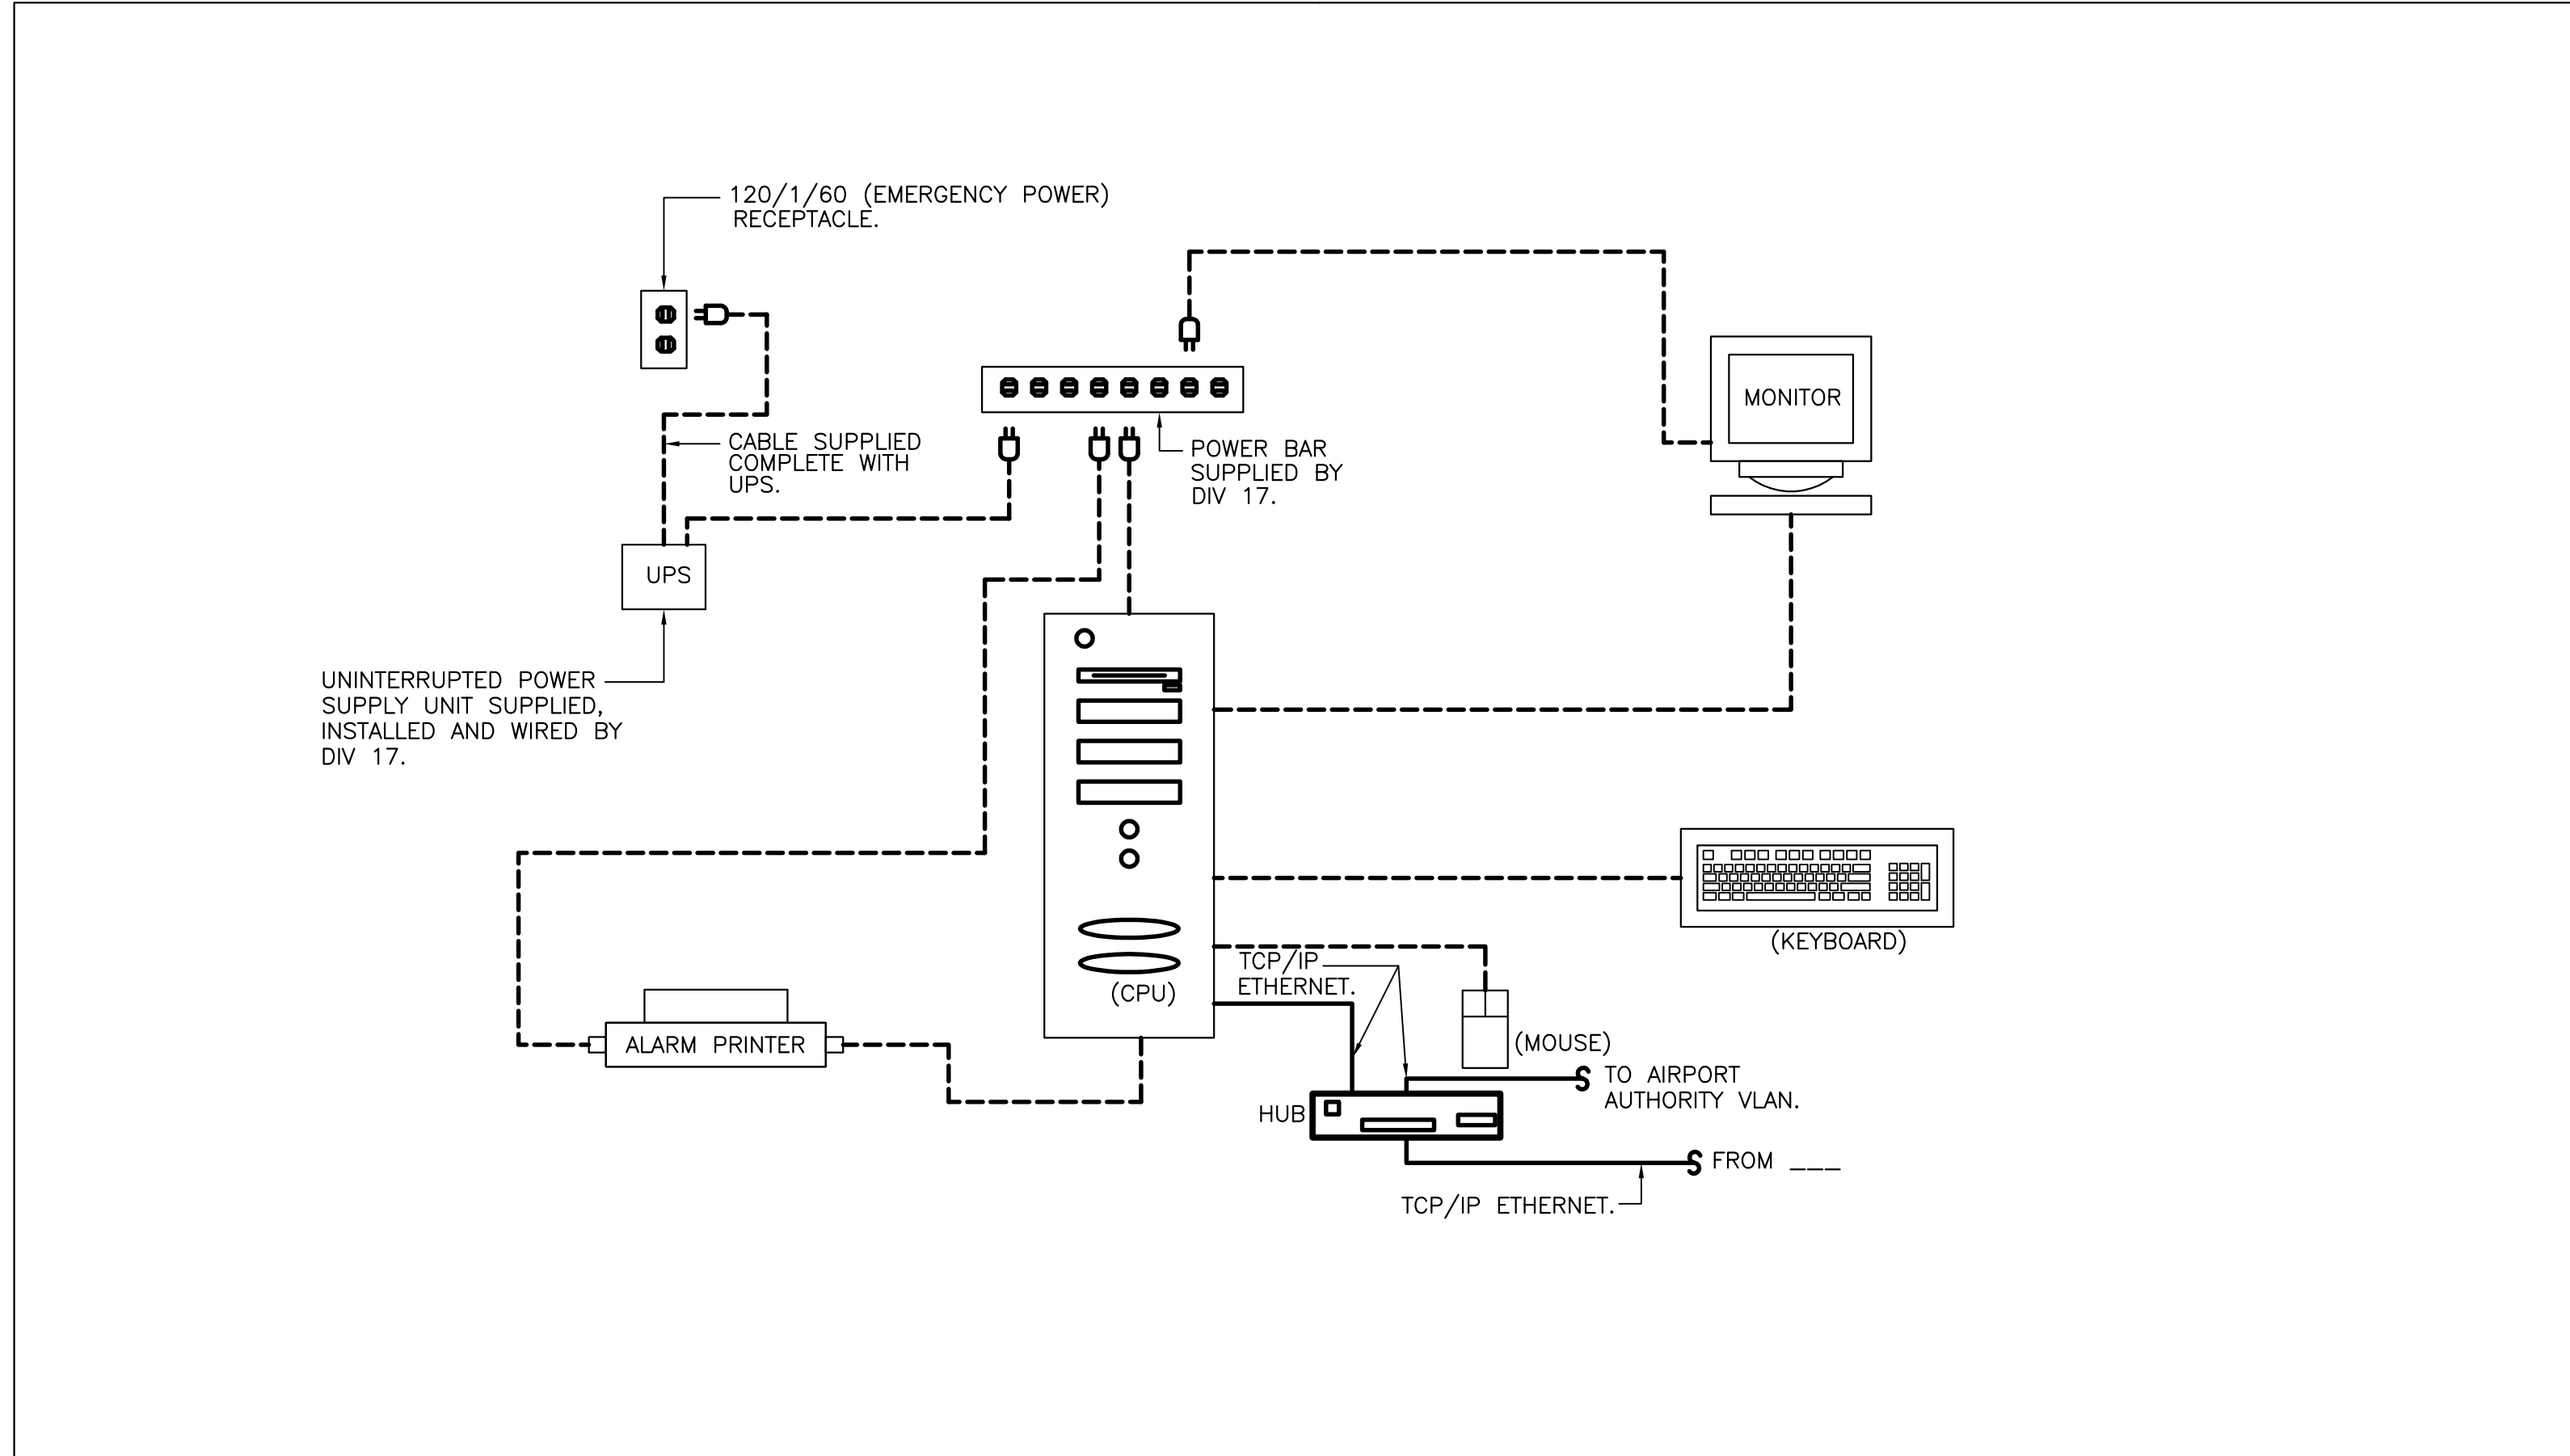 120/1/60 (EMERGENCY POWER)
RECEPTACLE.
MONITOR
CABLE SUPPLIED
COMPLETE WITH
UPS.
POWER BAR
SUPPLIED BY
DIV 17.
UPS
UNINTERRUPTED POWER
SUPPLY UNIT SUPPLIED,
INSTALLED AND WIRED BY
DIV 17.
(KEYBOARD)
TCP/IP
ETHERNET.
(CPU)
ALARM PRINTER
(MOUSE)
TO AIRPORT
AUTHORITY VLAN.
HUB
FROM ___
TCP/IP ETHERNET.